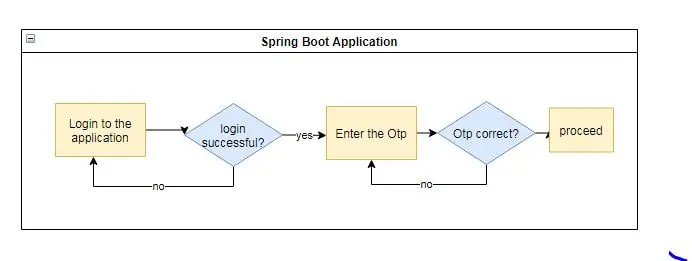 Spring Boot Application
Login to the
application
login
successful?
yes
Enter the Otp
Otp correct?
proceed
no
no